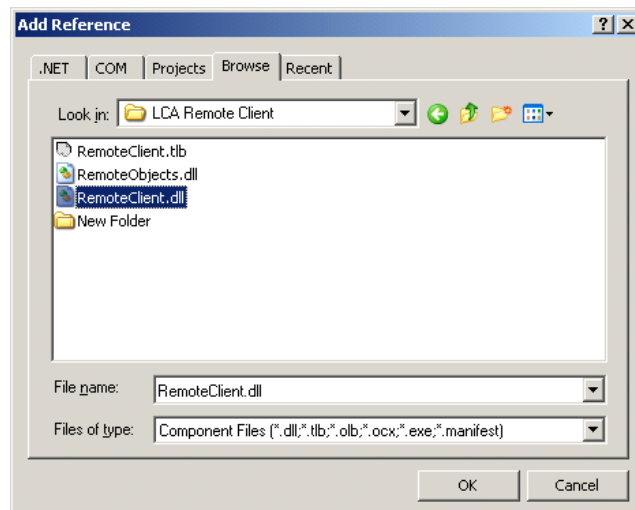 Add Reference
.NET COM Projects Browse Recent
Look in: LCA Remote Client
RemoteClient.tlb
RemoteObjects.dll
RemoteClient.dll
New Folder
File name: RemoteClient.dll
Files of type: Component Files (*.dll;*.tlb;*.olb;*.ocx;*.exe;*.manifest)
OK Cancel